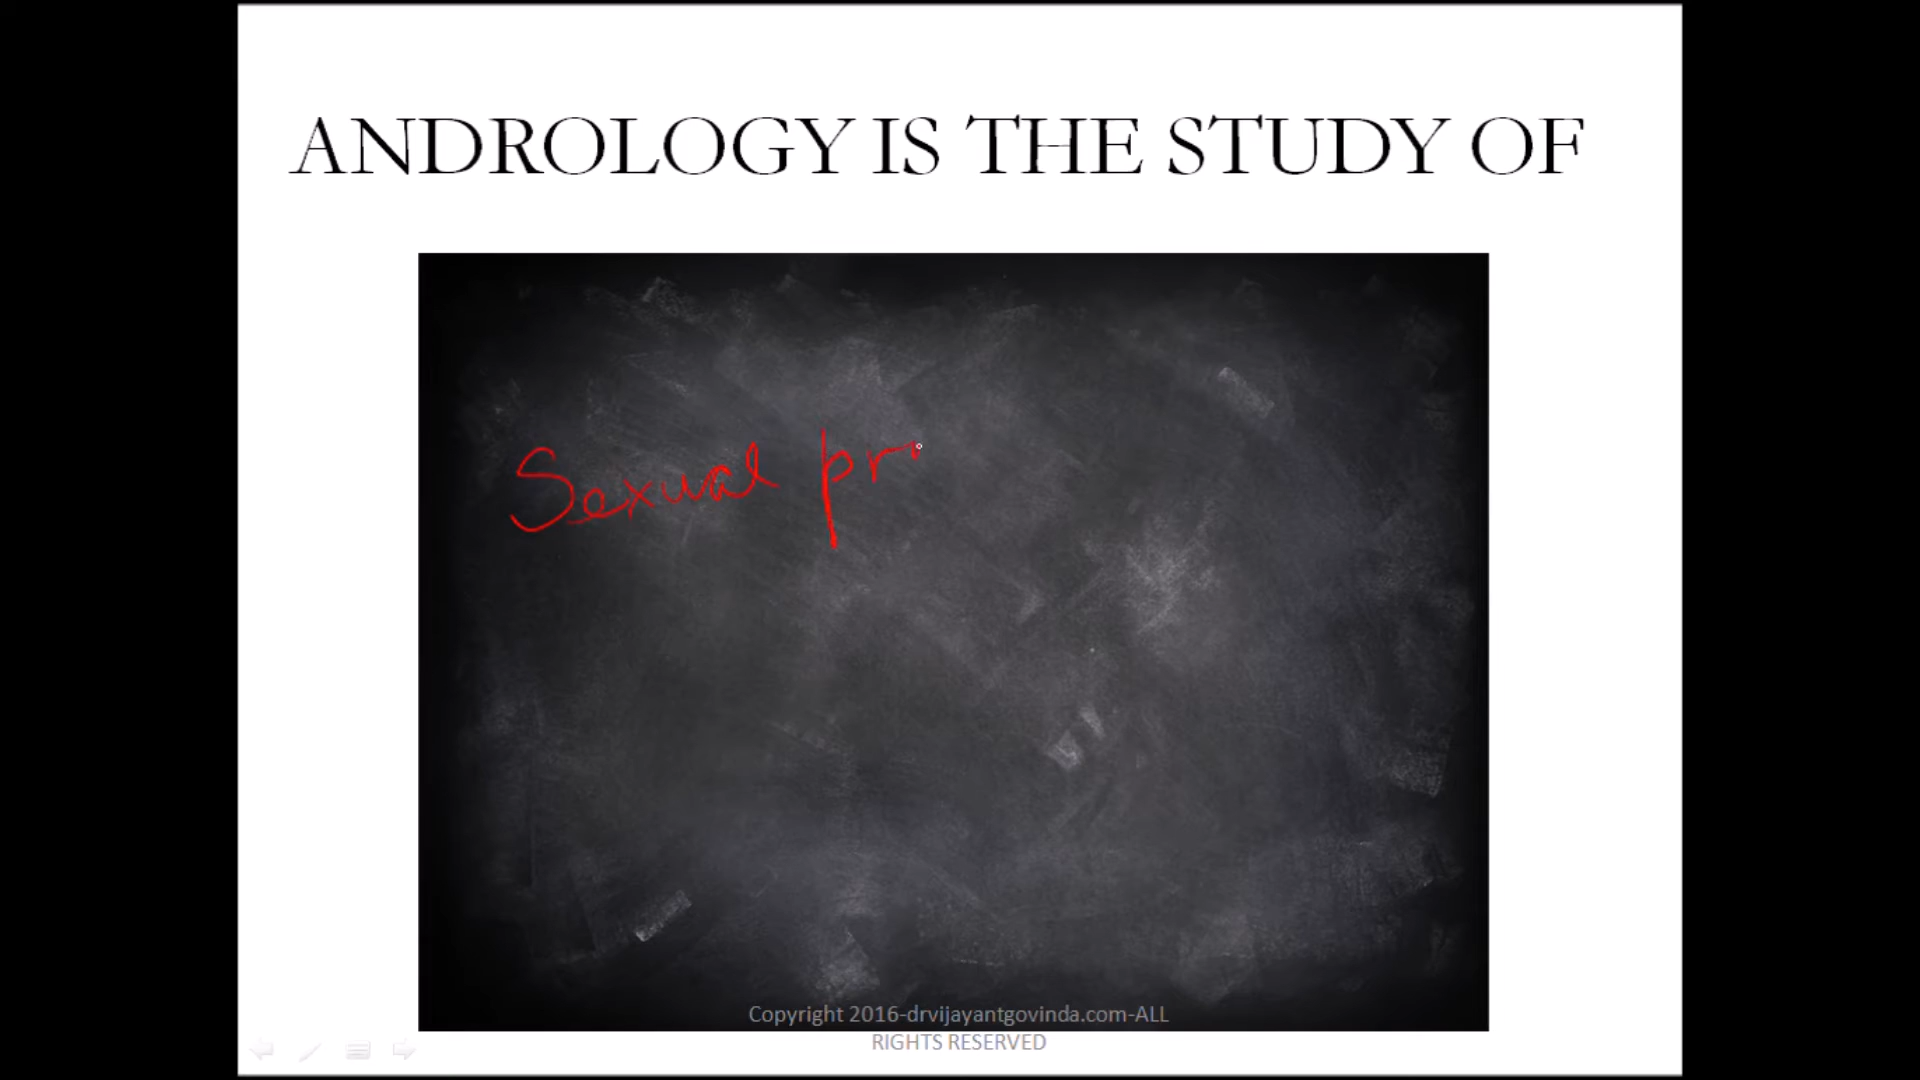 ANDROLOGY IS THE STUDY OF
Sexual pr
Copyright 2016-drvijayantgovinda.com-ALL
RIGHTS RESERVED